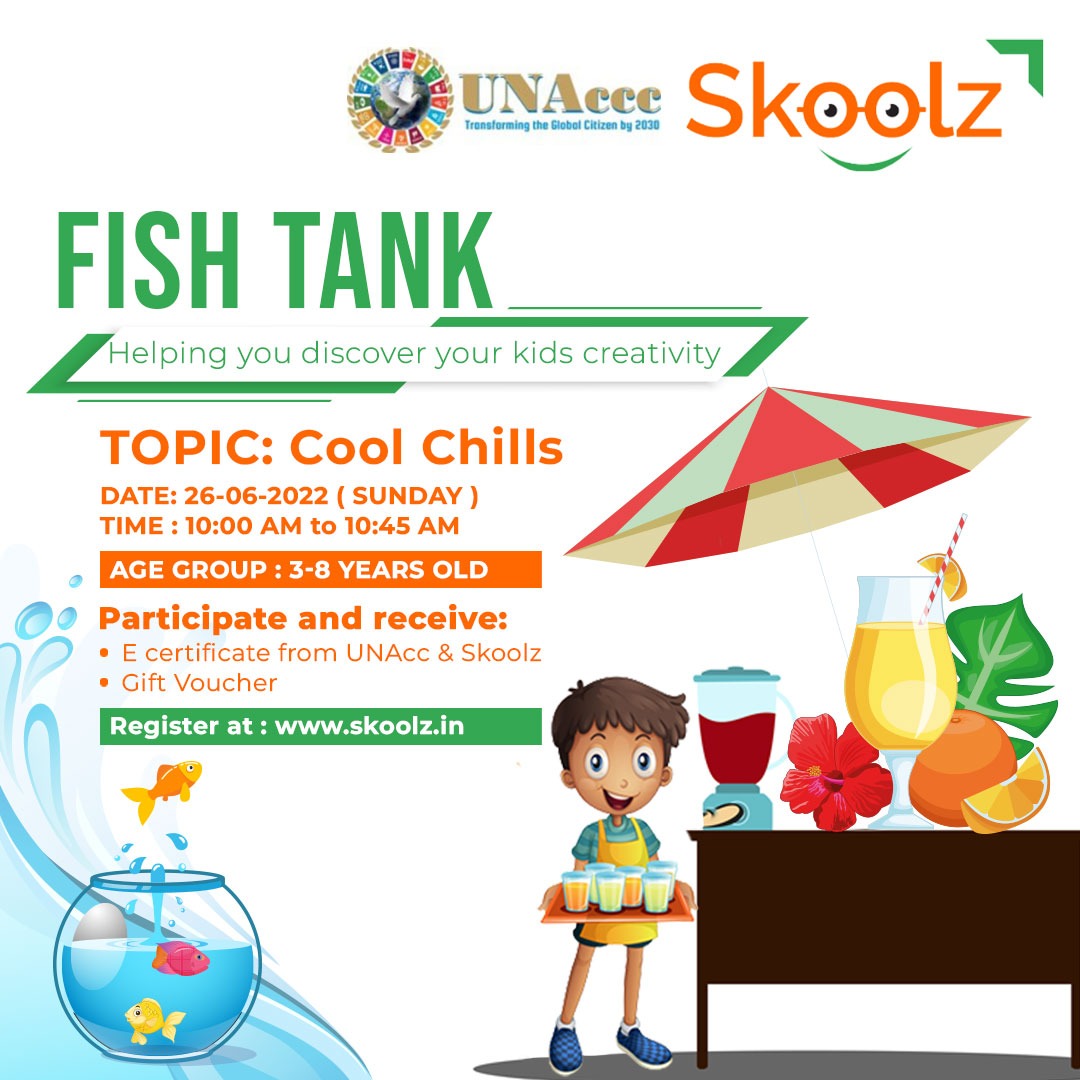 UNAccc
Transforming the Global Citizen by 2030
Skoolz
FISH TANK
Helping you discover your kids creativity
TOPIC: Cool Chills
DATE: 26-06-2022 ( SUNDAY )
TIME : 10:00 AM to 10:45 AM
AGE GROUP : 3-8 YEARS OLD
Participate and receive:
• E certificate from UNAcc & Skoolz
• Gift Voucher
Register at : www.skoolz.in